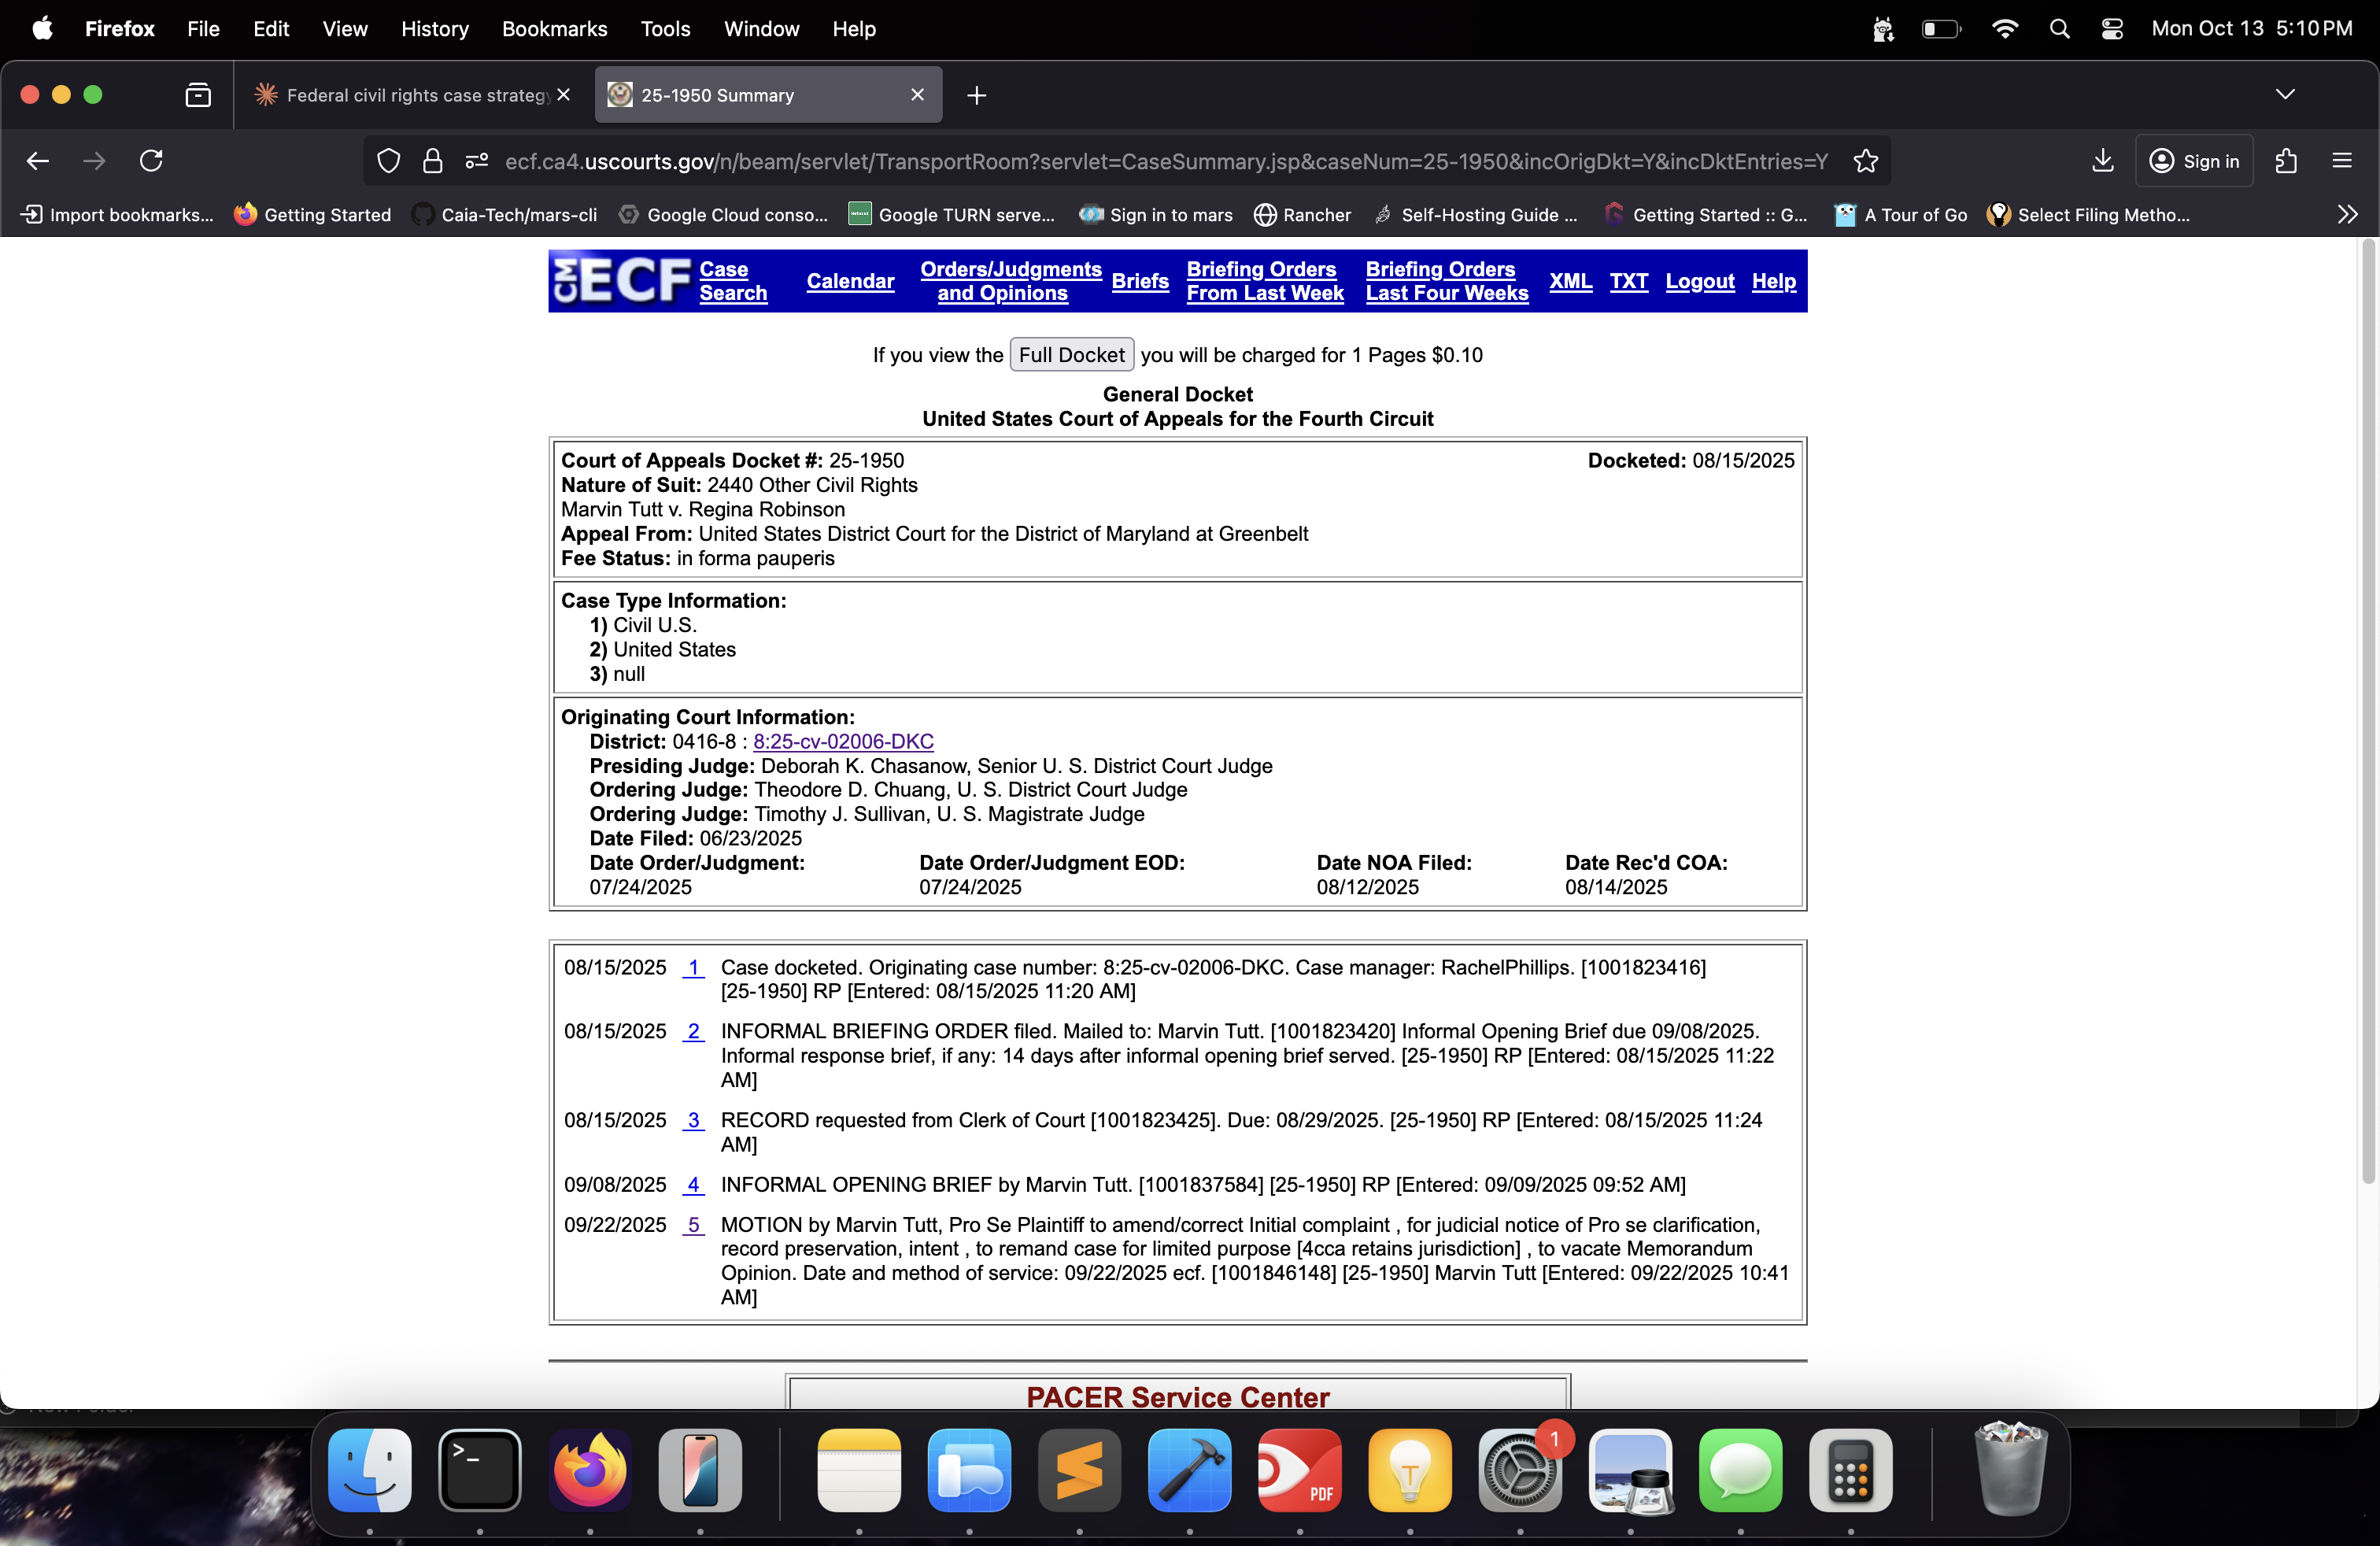 Firefox File Edit View History Bookmarks Tools Window Help Mon Oct 13 5:10 PM
Federal civil rights case strategy 25-1950 Summary
ecf.ca4.uscourts.gov/n/beam/servlet/TransportRoom?servlet=CaseSummary.jsp&caseNum=25-1950&incOrigDkt=Y&incDktEntries=Y Sign in
Import bookmarks... Getting Started Caia-Tech/mars-cli Google Cloud conso... Google TURN serve... Sign in to mars Rancher Self-Hosting Guide ... Getting Started :: G... A Tour of Go Select Filing Metho...
CM ECF Case Search Calendar Orders/Judgments and Opinions Briefs Briefing Orders From Last Week Briefing Orders Last Four Weeks XML TXT Logout Help
If you view the Full Docket you will be charged for 1 Pages $0.10
General Docket
United States Court of Appeals for the Fourth Circuit
Court of Appeals Docket #: 25-1950 Docketed: 08/15/2025
Nature of Suit: 2440 Other Civil Rights
Marvin Tutt v. Regina Robinson
Appeal From: United States District Court for the District of Maryland at Greenbelt
Fee Status: in forma pauperis
Case Type Information:
1) Civil U.S.
2) United States
3) null
Originating Court Information:
District: 0416-8 : 8:25-cv-02006-DKC
Presiding Judge: Deborah K. Chasanow, Senior U. S. District Court Judge
Ordering Judge: Theodore D. Chuang, U. S. District Court Judge
Ordering Judge: Timothy J. Sullivan, U. S. Magistrate Judge
Date Filed: 06/23/2025
Date Order/Judgment: Date Order/Judgment EOD: Date NOA Filed: Date Rec'd COA:
07/24/2025 07/24/2025 08/12/2025 08/14/2025
08/15/2025 1 Case docketed. Originating case number: 8:25-cv-02006-DKC. Case manager: RachelPhillips. [1001823416]
[25-1950] RP [Entered: 08/15/2025 11:20 AM]
08/15/2025 2 INFORMAL BRIEFING ORDER filed. Mailed to: Marvin Tutt. [1001823420] Informal Opening Brief due 09/08/2025.
Informal response brief, if any: 14 days after informal opening brief served. [25-1950] RP [Entered: 08/15/2025 11:22
AM]
08/15/2025 3 RECORD requested from Clerk of Court [1001823425]. Due: 08/29/2025. [25-1950] RP [Entered: 08/15/2025 11:24
AM]
09/08/2025 4 INFORMAL OPENING BRIEF by Marvin Tutt. [1001837584] [25-1950] RP [Entered: 09/09/2025 09:52 AM]
09/22/2025 5 MOTION by Marvin Tutt, Pro Se Plaintiff to amend/correct Initial complaint , for judicial notice of Pro se clarification,
record preservation, intent , to remand case for limited purpose [4cca retains jurisdiction] , to vacate Memorandum
Opinion. Date and method of service: 09/22/2025 ecf. [1001846148] [25-1950] Marvin Tutt [Entered: 09/22/2025 10:41
AM]
PACER Service Center
1
PDF